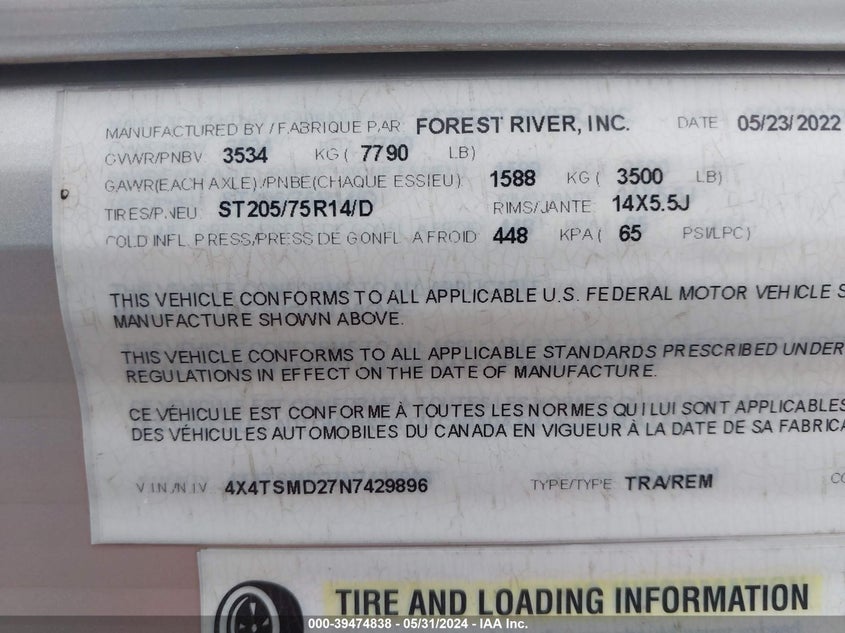 MANUFACTURED BY / FABRIQUE PAR: FOREST RIVER, INC. DATE 05/23/2022
GVWR/PNBV 3534 KG ( 7790 LB)
GAWR(EACH AXLE)/PNBE(CHAQUE ESSIEU) 1588 KG ( 3500 LB)
TIRES/PNEU ST205/75R14/D RIMS/JANTE 14X5.5J
COLD INFL. PRESS/PRESS DE GONFL. A FROID 448 KPA ( 65 PSI/LPC)
THIS VEHICLE CONFORMS TO ALL APPLICABLE U.S. FEDERAL MOTOR VEHICLE S
MANUFACTURE SHOWN ABOVE.
THIS VEHICLE CONFORMS TO ALL APPLICABLE STANDARDS PRESCRIBED UNDER
REGULATIONS IN EFFECT ON THE DATE OF MANUFACTURE.
CE VÉHICULE EST CONFORME À TOUTES LES NORMES QUI LUI SONT APPLICABLES
DES VÉHICULES AUTOMOBILES DU CANADA EN VIGUEUR À LA DATE DE SA FABRICA
V.I.N./N.I.V. 4X4TSMD27N7429896 TYPE/TYPE TRA/REM CO
TIRE AND LOADING INFORMATION
000-39474838 - 05/31/2024 - IAA Inc.